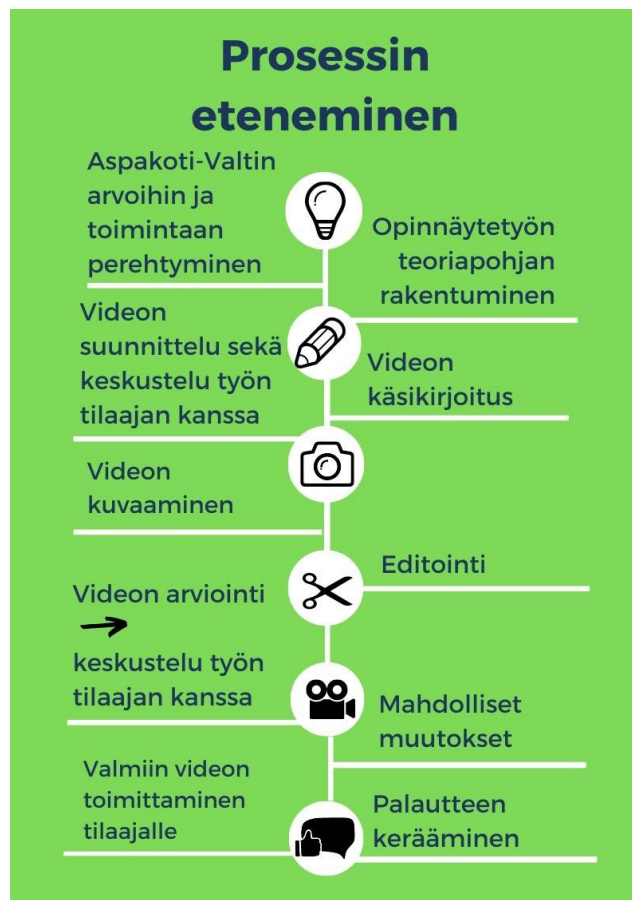 Prosessin
eteneminen
Aspakoti-Valtin
arvoihin ja
toimintaan
perehtyminen
Opinnäytetyön
teoriapohjan
rakentuminen
Videon
suunnittelu sekä
keskustelu työn
tilaajan kanssa
Videon
käsikirjoitus
Videon
kuvaaminen
Editointi
Videon arviointi
keskustelu työn
tilaajan kanssa
Mahdolliset
muutokset
Valmiin videon
toimittaminen
tilaajalle
Palautteen
kerääminen